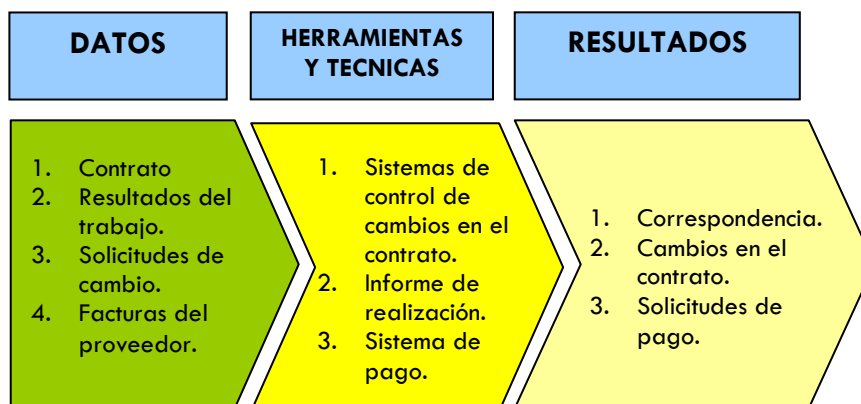 DATOS
HERRAMIENTAS
Y TECNICAS
RESULTADOS
1. Contrato
2. Resultados del
trabajo.
3. Solicitudes de
cambio.
4. Facturas del
proveedor.
1. Sistemas de
control de
cambios en el
contrato.
2. Informe de
realización.
3. Sistema de
pago.
1. Correspondencia.
2. Cambios en el
contrato.
3. Solicitudes de
pago.